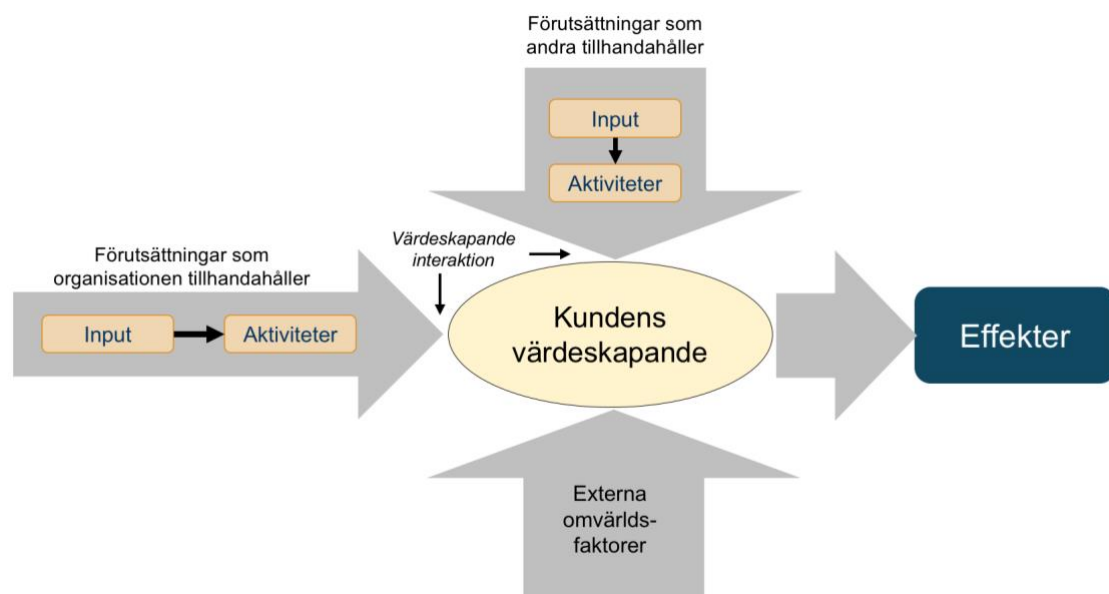 Förutsättningar som
andra tillhandahåller
Input
Aktiviteter
Värdeskapande
interaktion
Förutsättningar som
organisationen tillhandahåller
Input
Aktiviteter
Kundens
värdeskapande
Effekter
Externa
omvärlds-
faktorer